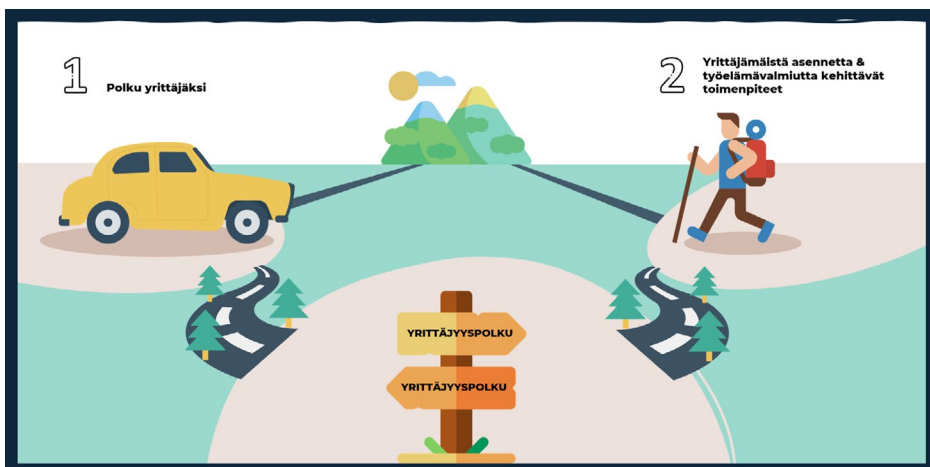 1
Polku yrittäjäksi
2
Yrittäjämäistä asennetta &
työelämävalmiutta kehittävät
toimenpiteet
YRITTÄJYYSPOLKU
YRITTÄJYYSPOLKU